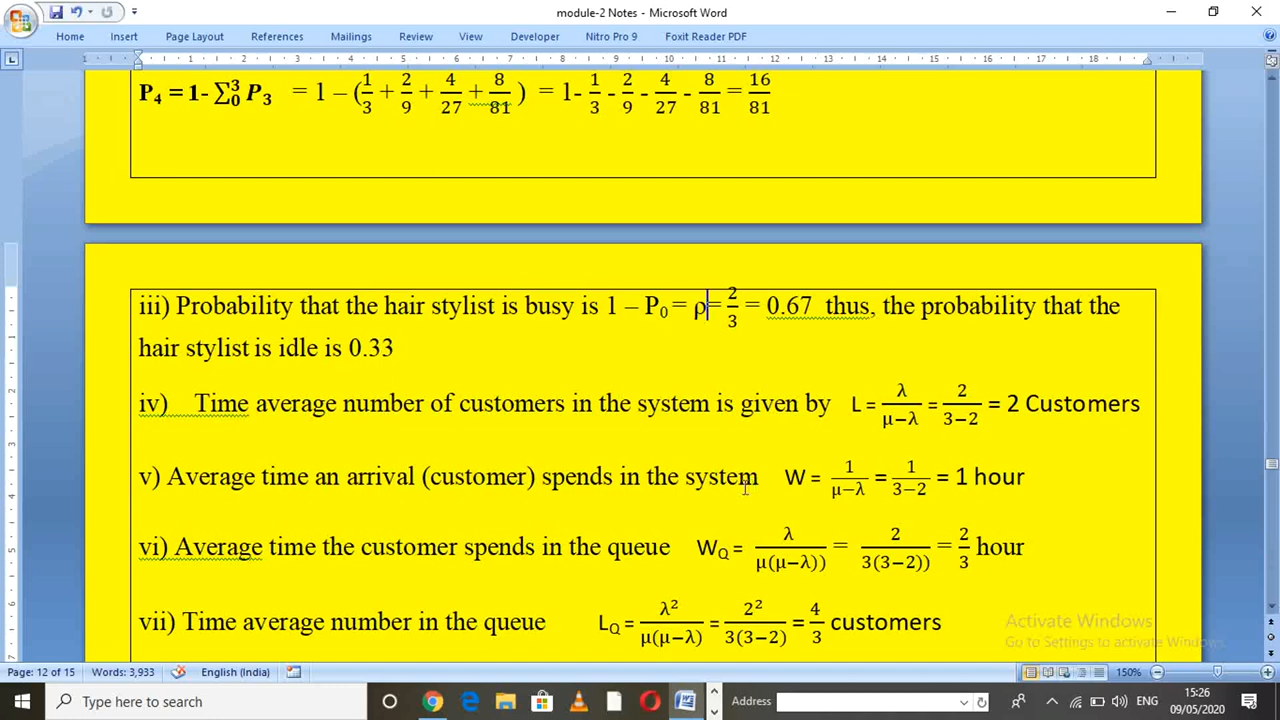 module-2 Notes - Microsoft Word
Home Insert Page Layout References Mailings Review View Developer Nitro Pro 9 Foxit Reader PDF
P₄ = 1- ∑₀³ P₃ = 1 – (1/3 + 2/9 + 4/27 + 8/81 ) = 1- 1/3 - 2/9 - 4/27 - 8/81 = 16/81
iii) Probability that the hair stylist is busy is 1 – P₀ = ρ= 2/3 = 0.67 thus, the probability that the
hair stylist is idle is 0.33
iv) Time average number of customers in the system is given by L = λ/(μ−λ) = 2/(3−2) = 2 Customers
v) Average time an arrival (customer) spends in the system W = 1/(μ−λ) = 1/(3−2) = 1 hour
vi) Average time the customer spends in the queue W_Q = λ/(μ(μ−λ)) = 2/(3(3−2)) = 2/3 hour
vii) Time average number in the queue L_Q = λ²/(μ(μ−λ) = 2²/(3(3−2) = 4/3 customers
Activate Windows
Go to Settings to activate Windows.
Page: 12 of 15 Words: 3,933 English (India) 150%
Type here to search Address ENG 15:26
09/05/2020